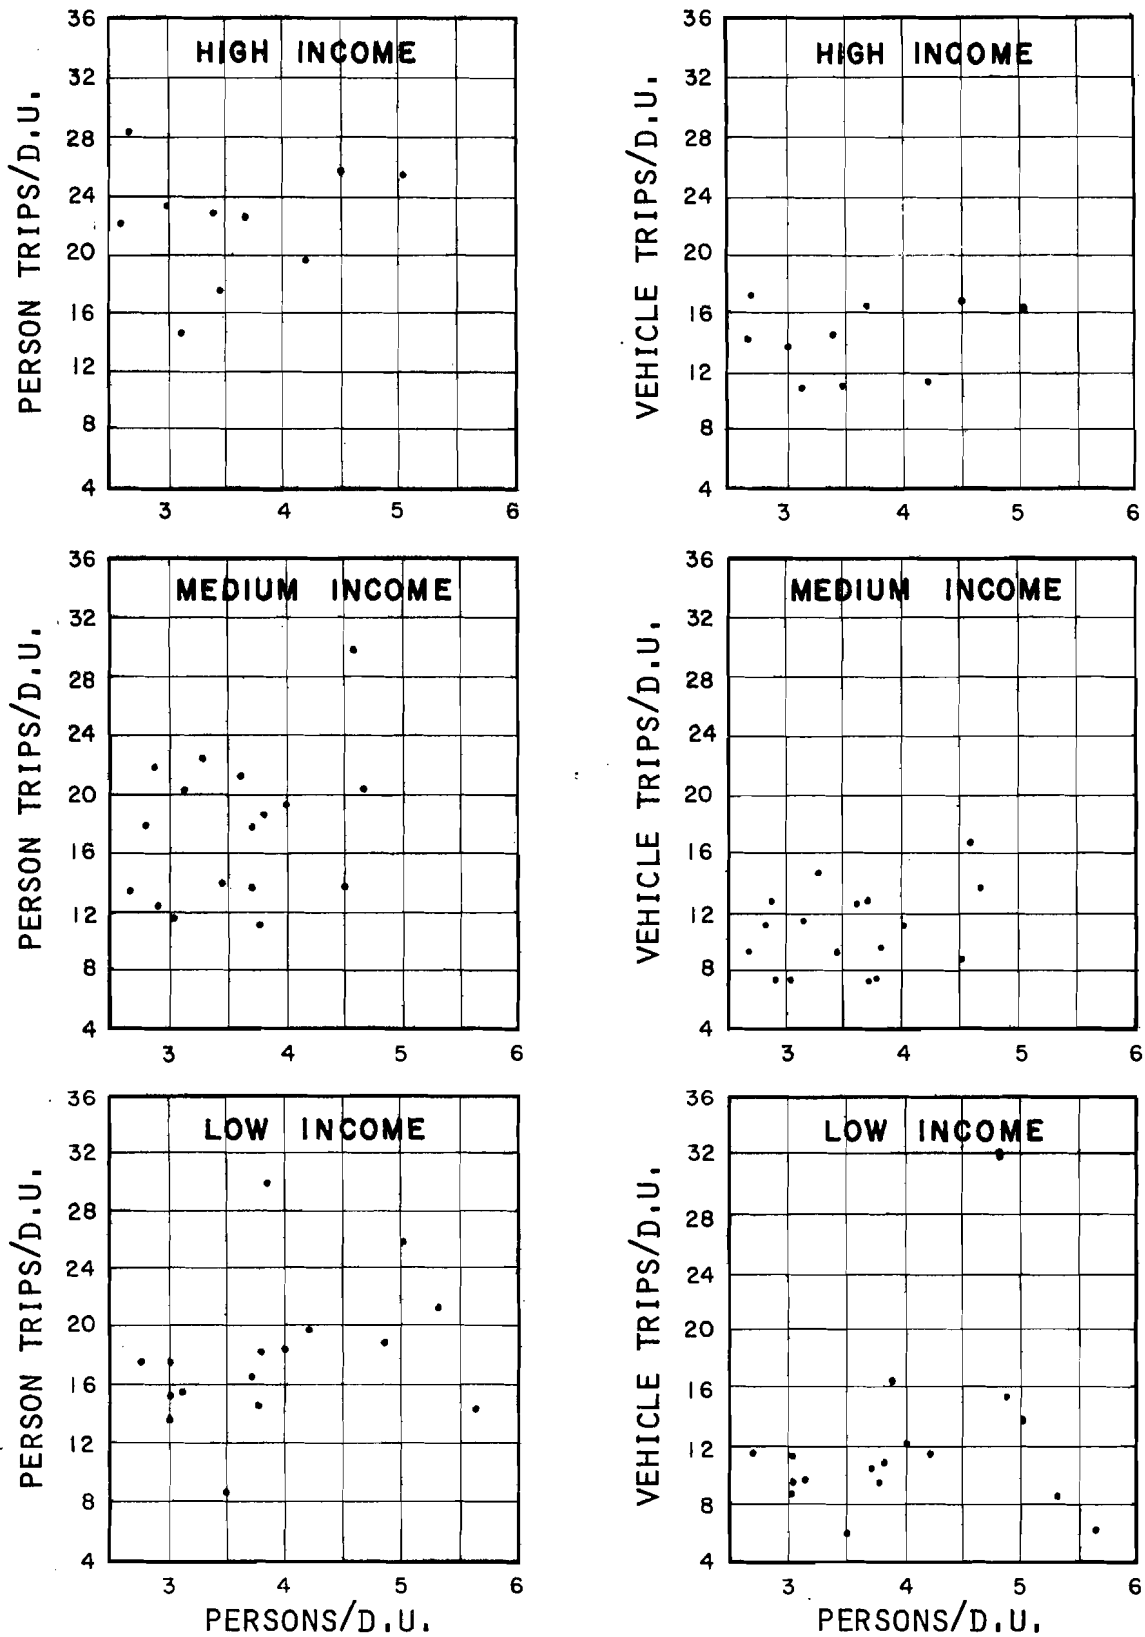 HIGH INCOME
PERSON TRIPS/D.U.
36
32
28
24
20
16
12
8
4
3 4 5 6
HIGH INCOME
VEHICLE TRIPS/D.U.
36
32
28
24
20
16
12
8
4
3 4 5 6
MEDIUM INCOME
PERSON TRIPS/D.U.
36
32
28
24
20
16
12
8
4
3 4 5 6
MEDIUM INCOME
VEHICLE TRIPS/D.U.
36
32
28
24
20
16
12
8
4
3 4 5 6
LOW INCOME
PERSON TRIPS/D.U.
36
32
28
24
20
16
12
8
4
3 4 5 6
PERSONS/D.U.
LOW INCOME
VEHICLE TRIPS/D.U.
36
32
28
24
20
16
12
8
4
3 4 5 6
PERSONS/D.U.